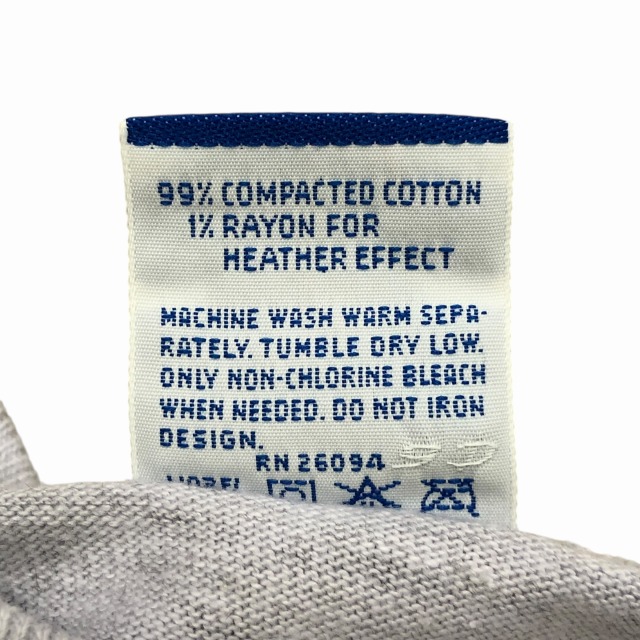 99% COMPACTED COTTON
1% RAYON FOR
HEATHER EFFECT
MACHINE WASH WARM SEPA-
RATELY. TUMBLE DRY LOW.
ONLY NON-CHLORINE BLEACH
WHEN NEEDED. DO NOT IRON
DESIGN.
RN 26094